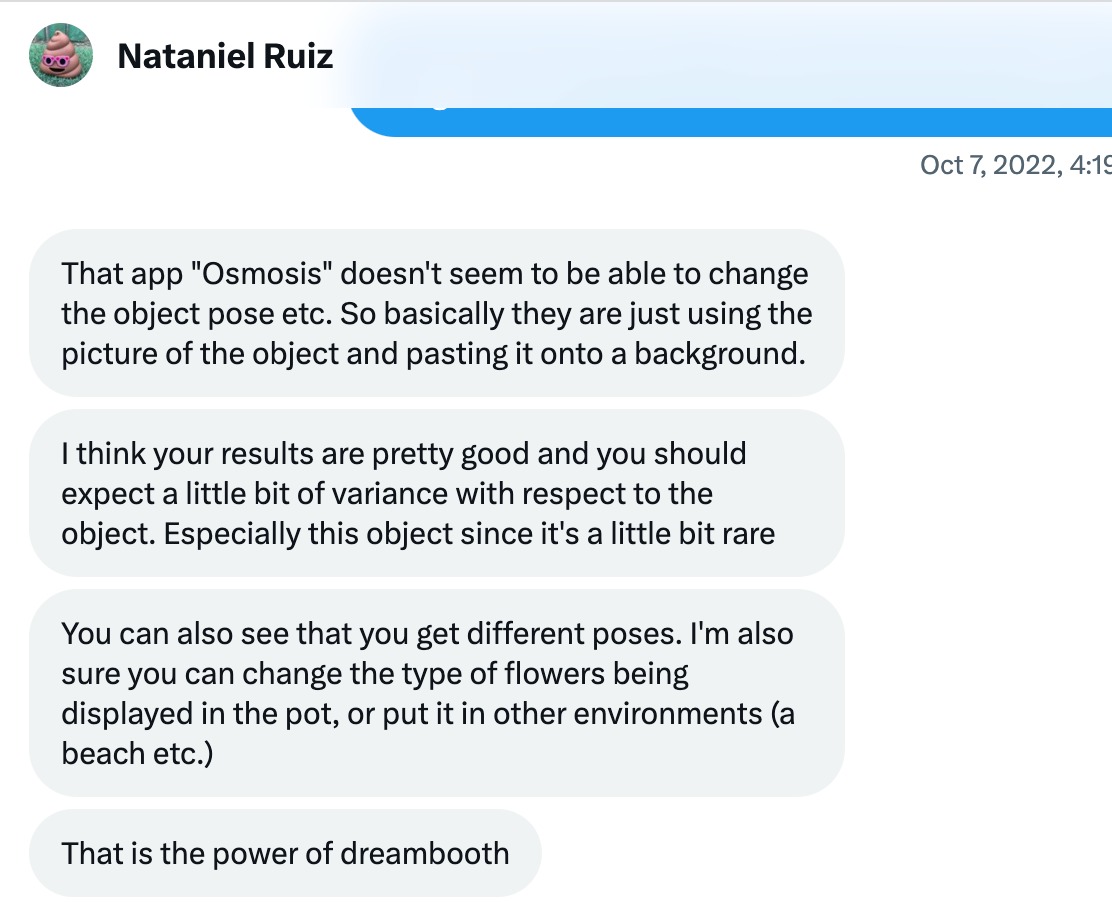 Nataniel Ruiz
Oct 7, 2022, 4:19
That app "Osmosis" doesn't seem to be able to change
the object pose etc. So basically they are just using the
picture of the object and pasting it onto a background.
I think your results are pretty good and you should
expect a little bit of variance with respect to the
object. Especially this object since it's a little bit rare
You can also see that you get different poses. I'm also
sure you can change the type of flowers being
displayed in the pot, or put it in other environments (a
beach etc.)
That is the power of dreambooth